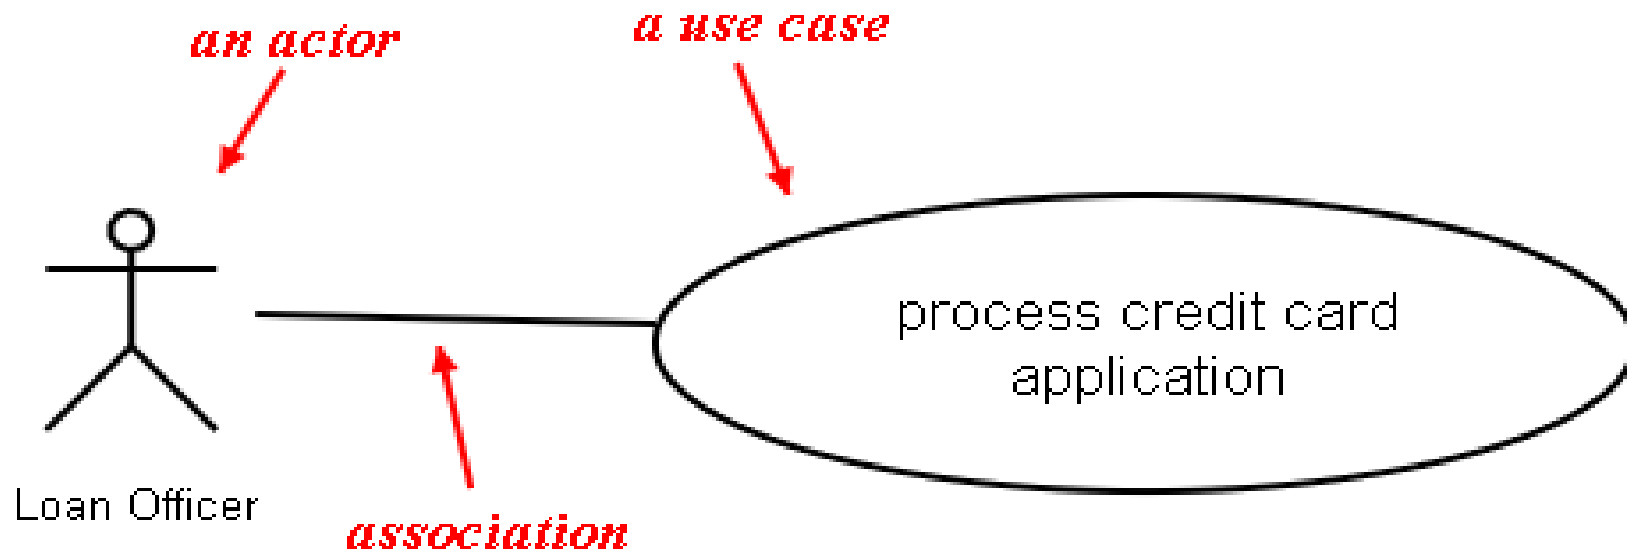 an actor
a use case
process credit card
application
Loan Officer
association